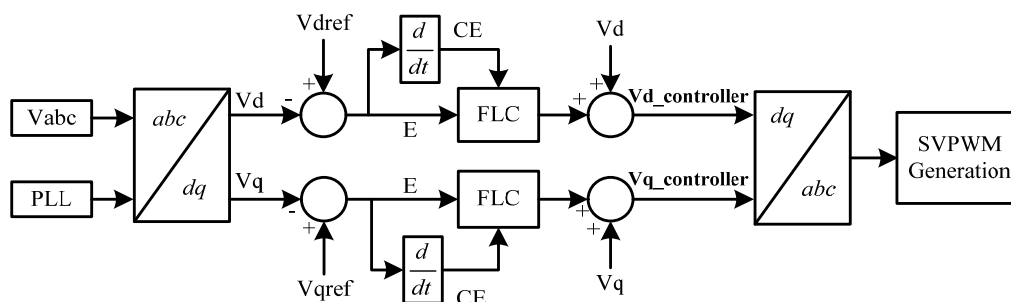 Vdref
d
dt
CE
Vd
+
+
Vabc
abc
Vd
-
E
FLC
+
Vd_controller
dq
SVPWM
Generation
PLL
dq
Vq
-
+
E
FLC
+
+
Vq_controller
abc
Vqref
d
dt
CE
Vq